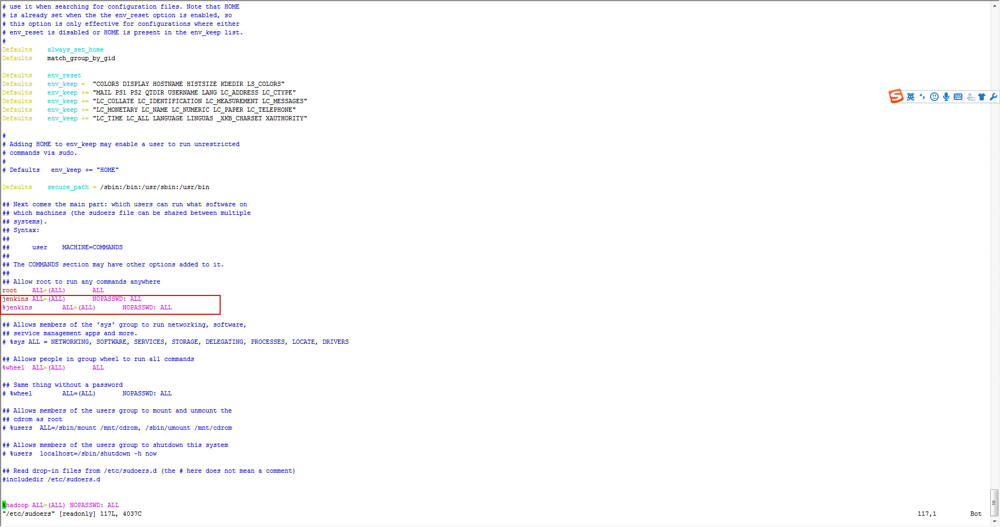 # use it when searching for configuration files. Note that HOME
# is already set when the the env_reset option is enabled, so
# this option is only effective for configurations where either
# env_reset is disabled or HOME is present in the env_keep list.
#
Defaults    always_set_home
Defaults    match_group_by_gid
Defaults    env_reset
Defaults    env_keep =  "COLORS DISPLAY HOSTNAME HISTSIZE KDEDIR LS_COLORS"
Defaults    env_keep += "MAIL PS1 PS2 QTDIR USERNAME LANG LC_ADDRESS LC_CTYPE"
Defaults    env_keep += "LC_COLLATE LC_IDENTIFICATION LC_MEASUREMENT LC_MESSAGES"
Defaults    env_keep += "LC_MONETARY LC_NAME LC_NUMERIC LC_PAPER LC_TELEPHONE"
Defaults    env_keep += "LC_TIME LC_ALL LANGUAGE LINGUAS _XKB_CHARSET XAUTHORITY"
#
# Adding HOME to env_keep may enable a user to run unrestricted
# commands via sudo.
#
# Defaults   env_keep += "HOME"
Defaults    secure_path = /sbin:/bin:/usr/sbin:/usr/bin
## Next comes the main part: which users can run what software on
## which machines (the sudoers file can be shared between multiple
## systems).
## Syntax:
##
##      user    MACHINE=COMMANDS
##
## The COMMANDS section may have other options added to it.
##
## Allow root to run any commands anywhere
root    ALL=(ALL)       ALL
jenkins ALL=(ALL)       NOPASSWD: ALL
%jenkins        ALL=(ALL)       NOPASSWD: ALL
## Allows members of the 'sys' group to run networking, software,
## service management apps and more.
# %sys ALL = NETWORKING, SOFTWARE, SERVICES, STORAGE, DELEGATING, PROCESSES, LOCATE, DRIVERS
## Allows people in group wheel to run all commands
%wheel  ALL=(ALL)       ALL
## Same thing without a password
# %wheel        ALL=(ALL)       NOPASSWD: ALL
## Allows members of the users group to mount and unmount the
## cdrom as root
# %users  ALL=/sbin/mount /mnt/cdrom, /sbin/umount /mnt/cdrom
## Allows members of the users group to shutdown this system
# %users  localhost=/sbin/shutdown -h now
## Read drop-in files from /etc/sudoers.d (the # here does not mean a comment)
#includedir /etc/sudoers.d
%hadoop ALL=(ALL) NOPASSWD: ALL
"/etc/sudoers" [readonly] 117L, 4037C
117,1
Bot
S 英